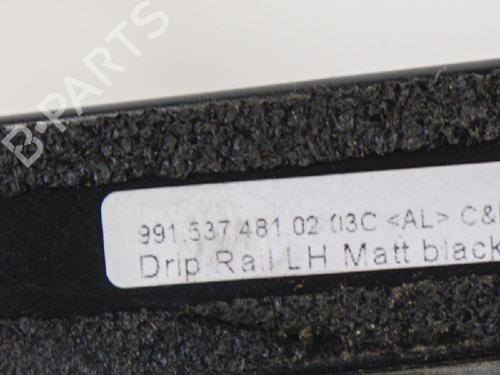 B-PARTS
991.537.481.02 03C <AL> C&
Drip Rail LH Matt black